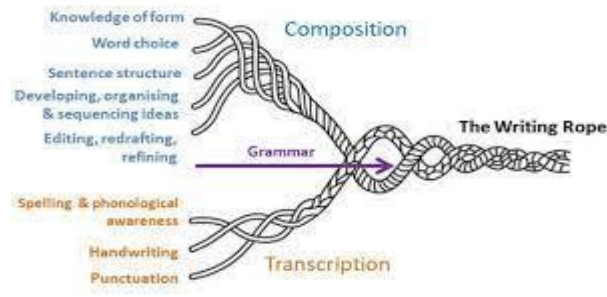 Knowledge of form
Word choice
Sentence structure
Developing, organising
& sequencing ideas
Editing, redrafting,
refining
Composition
Grammar
The Writing Rope
Spelling & phonological
awareness
Handwriting
Punctuation
Transcription